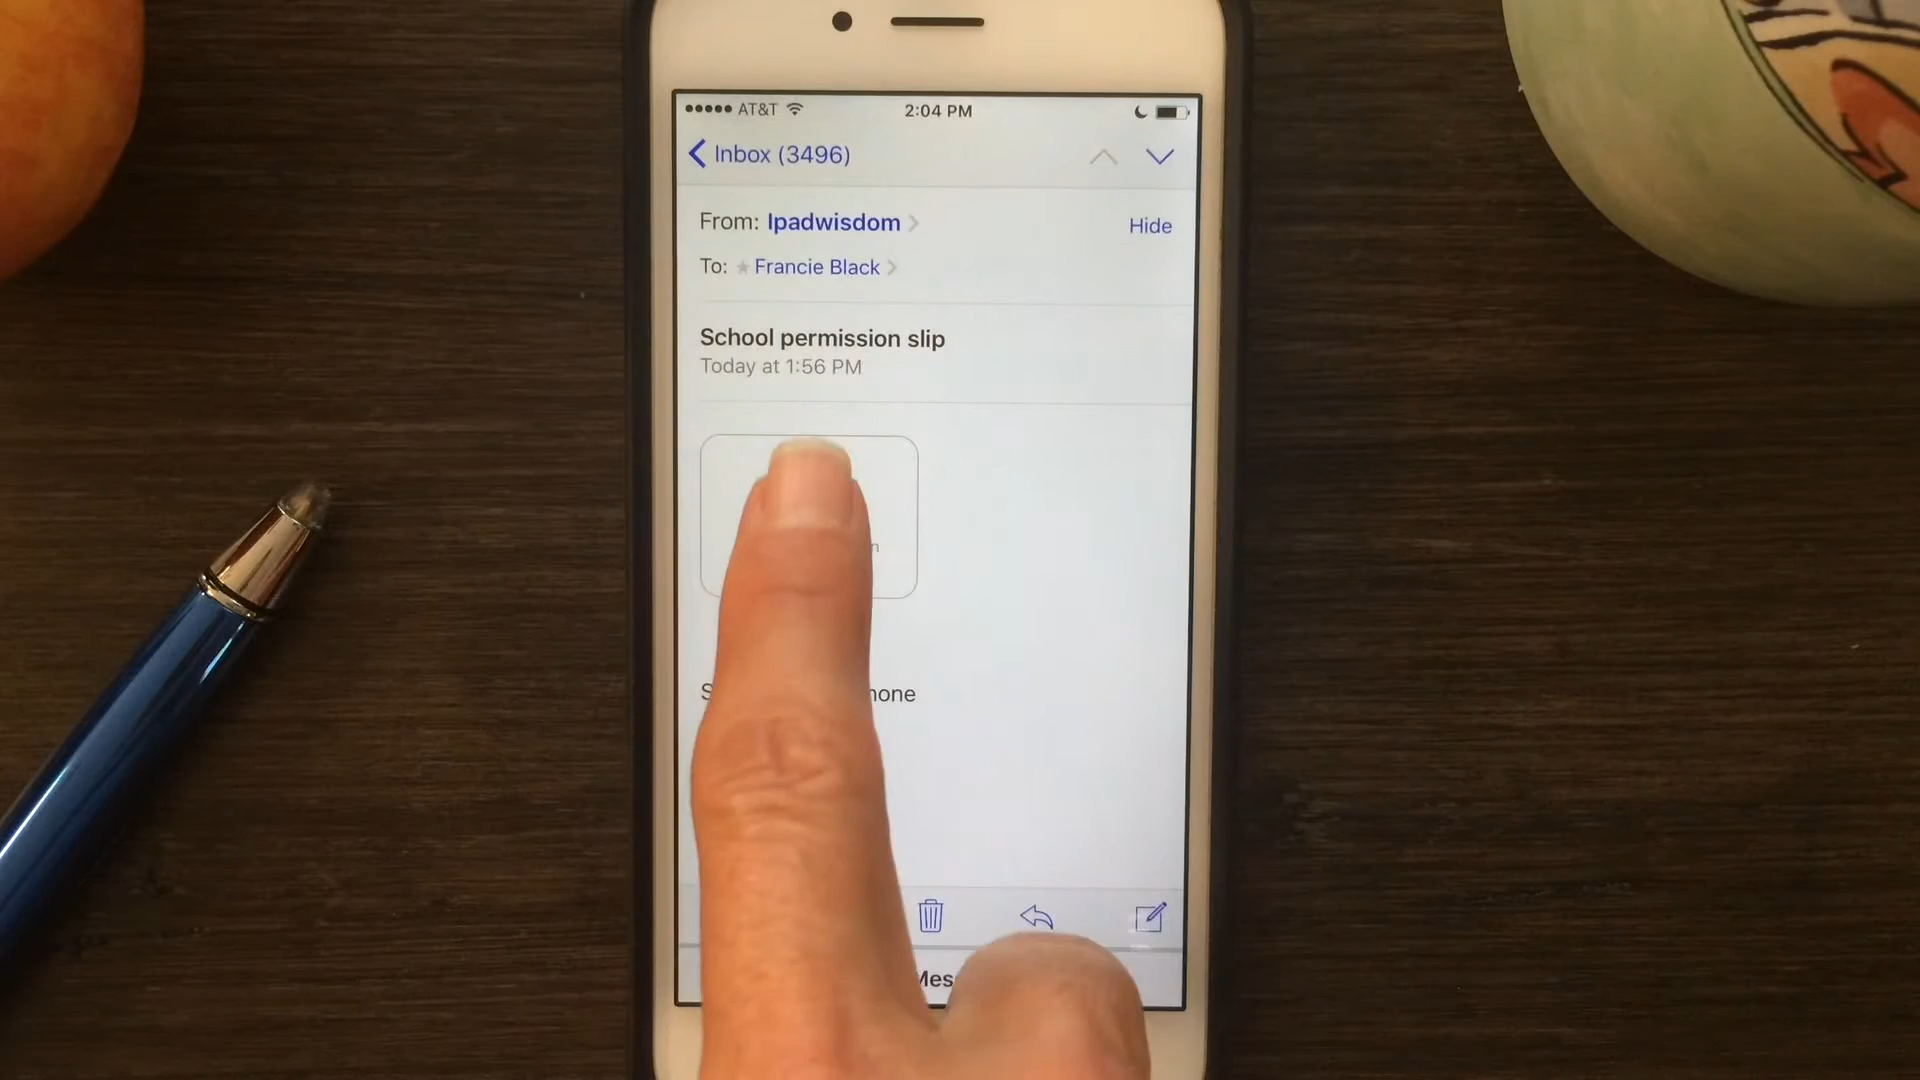 AT&T 2:04 PM
Inbox (3496)
From: Ipadwisdom Hide
To: Francie Black
School permission slip
Today at 1:56 PM